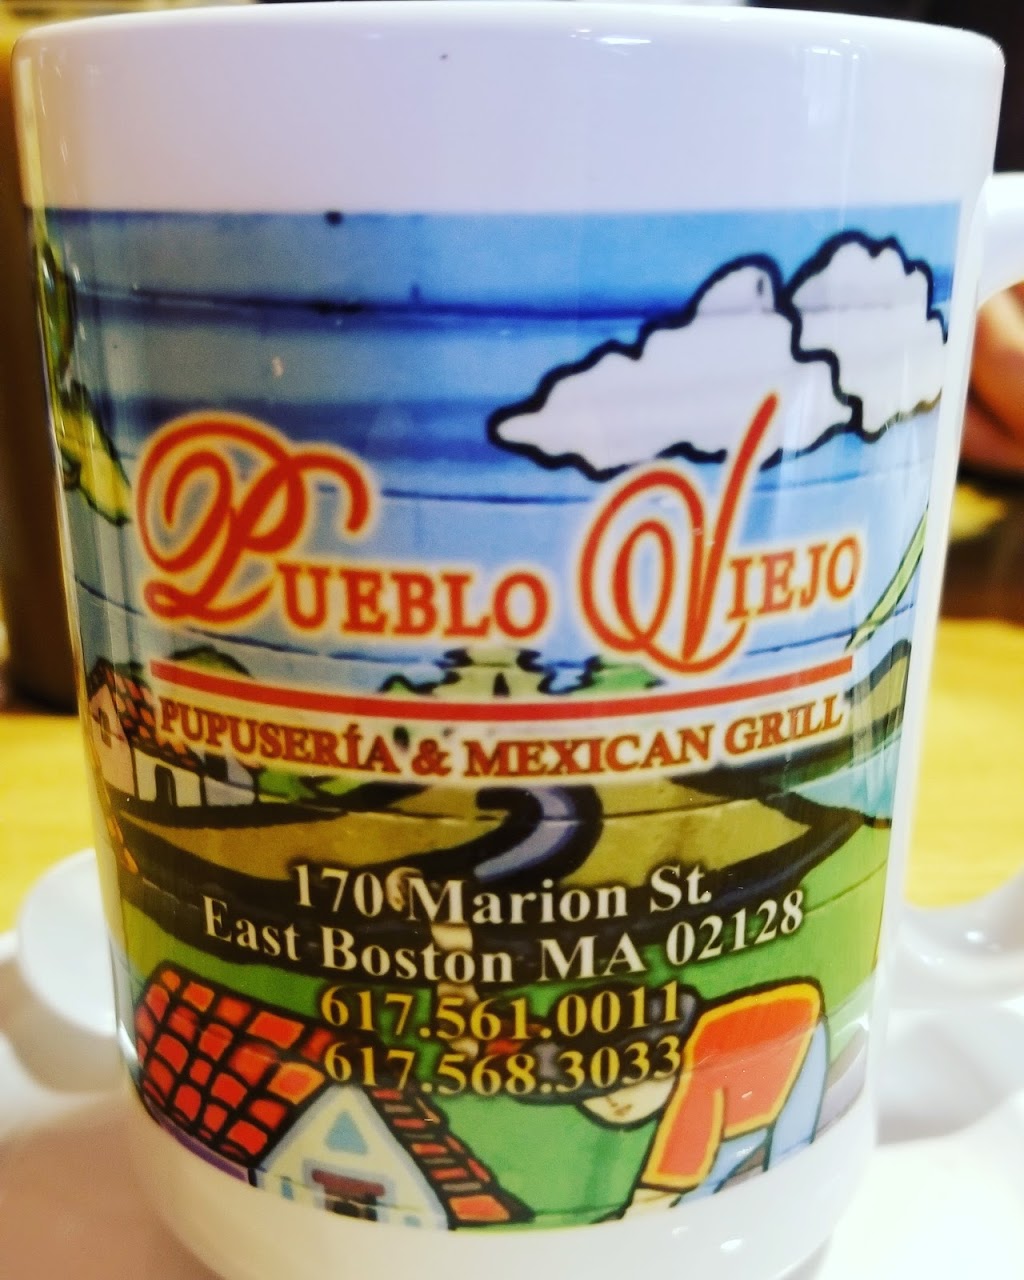 PUEBLO VIEJO
PUPUSERÍA & MEXICAN GRILL
170 Marion St.
East Boston MA 02128
617.561.0011
617.568.3033